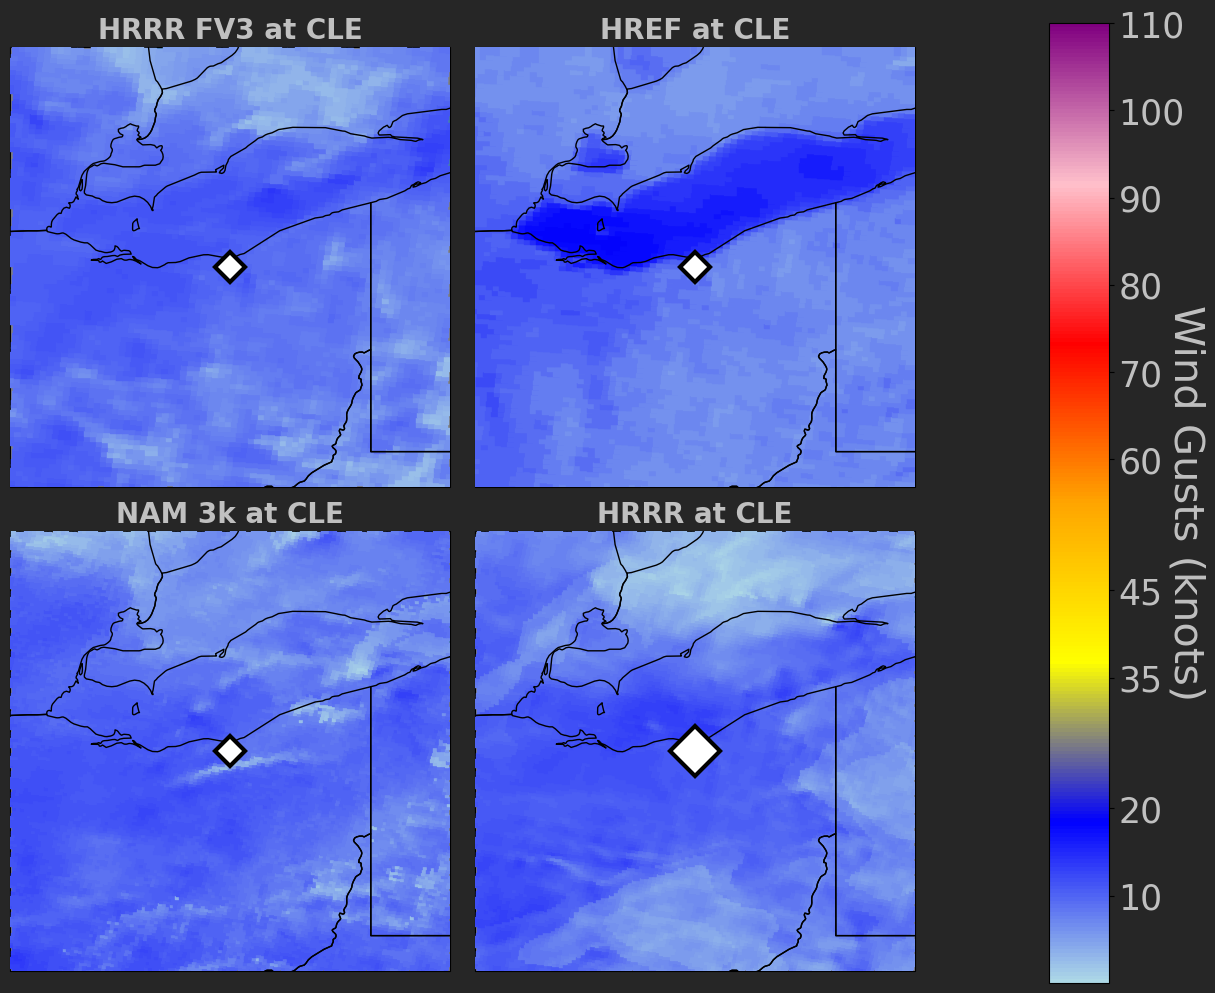 HRRR FV3 at CLE
HREF at CLE
NAM 3k at CLE
HRRR at CLE
110
100
90
80
70
60
45
35
20
10
Wind Gusts (knots)